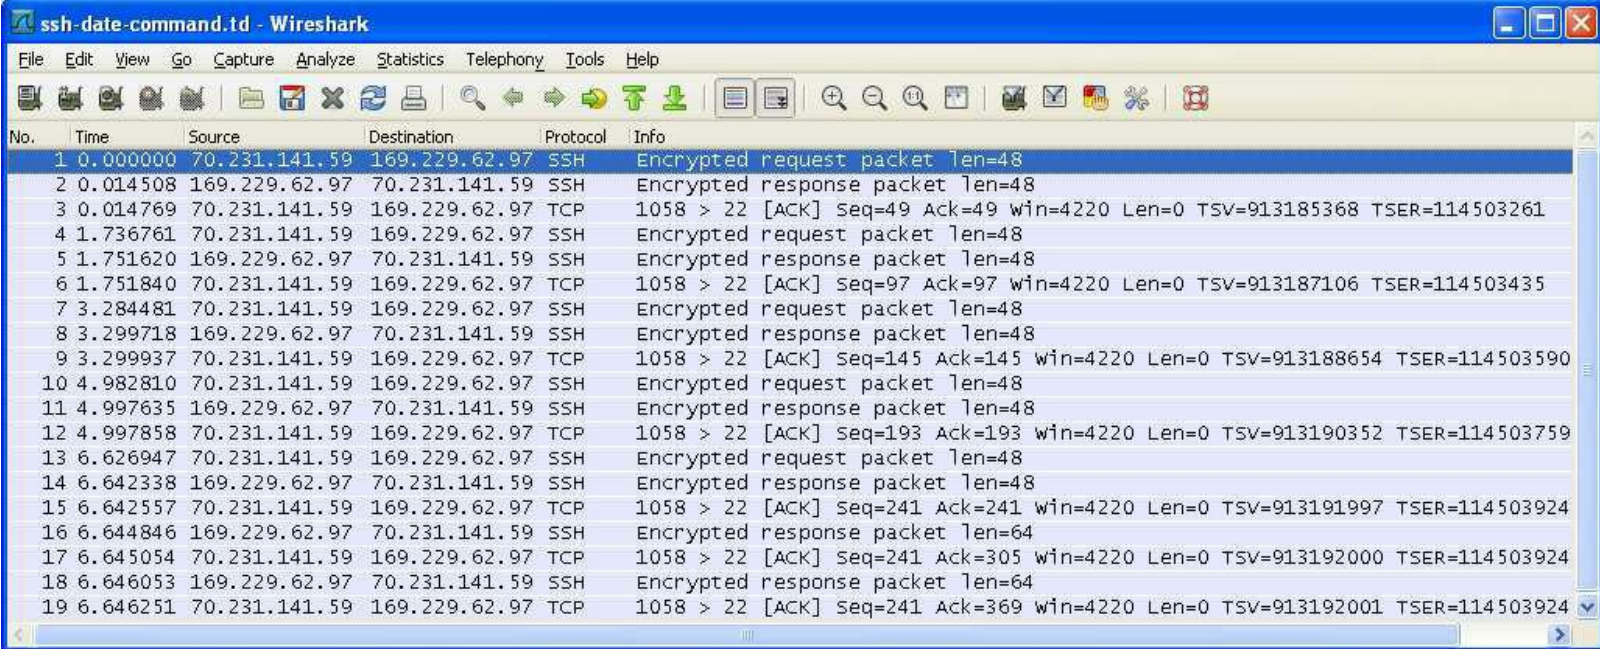 ssh-date-command.td - Wireshark
File Edit View Go Capture Analyze Statistics Telephony Tools Help
No. Time Source Destination Protocol Info
1 0.000000 70.231.141.59 169.229.62.97 SSH Encrypted request packet len=48
2 0.014508 169.229.62.97 70.231.141.59 SSH Encrypted response packet len=48
3 0.014769 70.231.141.59 169.229.62.97 TCP 1058 > 22 [ACK] Seq=49 Ack=49 Win=4220 Len=0 TSV=913185368 TSER=114503261
4 1.736761 70.231.141.59 169.229.62.97 SSH Encrypted request packet len=48
5 1.751620 169.229.62.97 70.231.141.59 SSH Encrypted response packet len=48
6 1.751840 70.231.141.59 169.229.62.97 TCP 1058 > 22 [ACK] Seq=97 Ack=97 Win=4220 Len=0 TSV=913187106 TSER=114503435
7 3.284481 70.231.141.59 169.229.62.97 SSH Encrypted request packet len=48
8 3.299718 169.229.62.97 70.231.141.59 SSH Encrypted response packet len=48
9 3.299937 70.231.141.59 169.229.62.97 TCP 1058 > 22 [ACK] Seq=145 Ack=145 Win=4220 Len=0 TSV=913188654 TSER=114503590
10 4.982810 70.231.141.59 169.229.62.97 SSH Encrypted request packet len=48
11 4.997635 169.229.62.97 70.231.141.59 SSH Encrypted response packet len=48
12 4.997858 70.231.141.59 169.229.62.97 TCP 1058 > 22 [ACK] Seq=193 Ack=193 Win=4220 Len=0 TSV=913190352 TSER=114503759
13 6.626947 70.231.141.59 169.229.62.97 SSH Encrypted request packet len=48
14 6.642338 169.229.62.97 70.231.141.59 SSH Encrypted response packet len=48
15 6.642557 70.231.141.59 169.229.62.97 TCP 1058 > 22 [ACK] Seq=241 Ack=241 Win=4220 Len=0 TSV=913191997 TSER=114503924
16 6.644846 169.229.62.97 70.231.141.59 SSH Encrypted response packet len=64
17 6.645054 70.231.141.59 169.229.62.97 TCP 1058 > 22 [ACK] Seq=241 Ack=305 Win=4220 Len=0 TSV=913192000 TSER=114503924
18 6.646053 169.229.62.97 70.231.141.59 SSH Encrypted response packet len=64
19 6.646251 70.231.141.59 169.229.62.97 TCP 1058 > 22 [ACK] Seq=241 Ack=369 Win=4220 Len=0 TSV=913192001 TSER=114503924